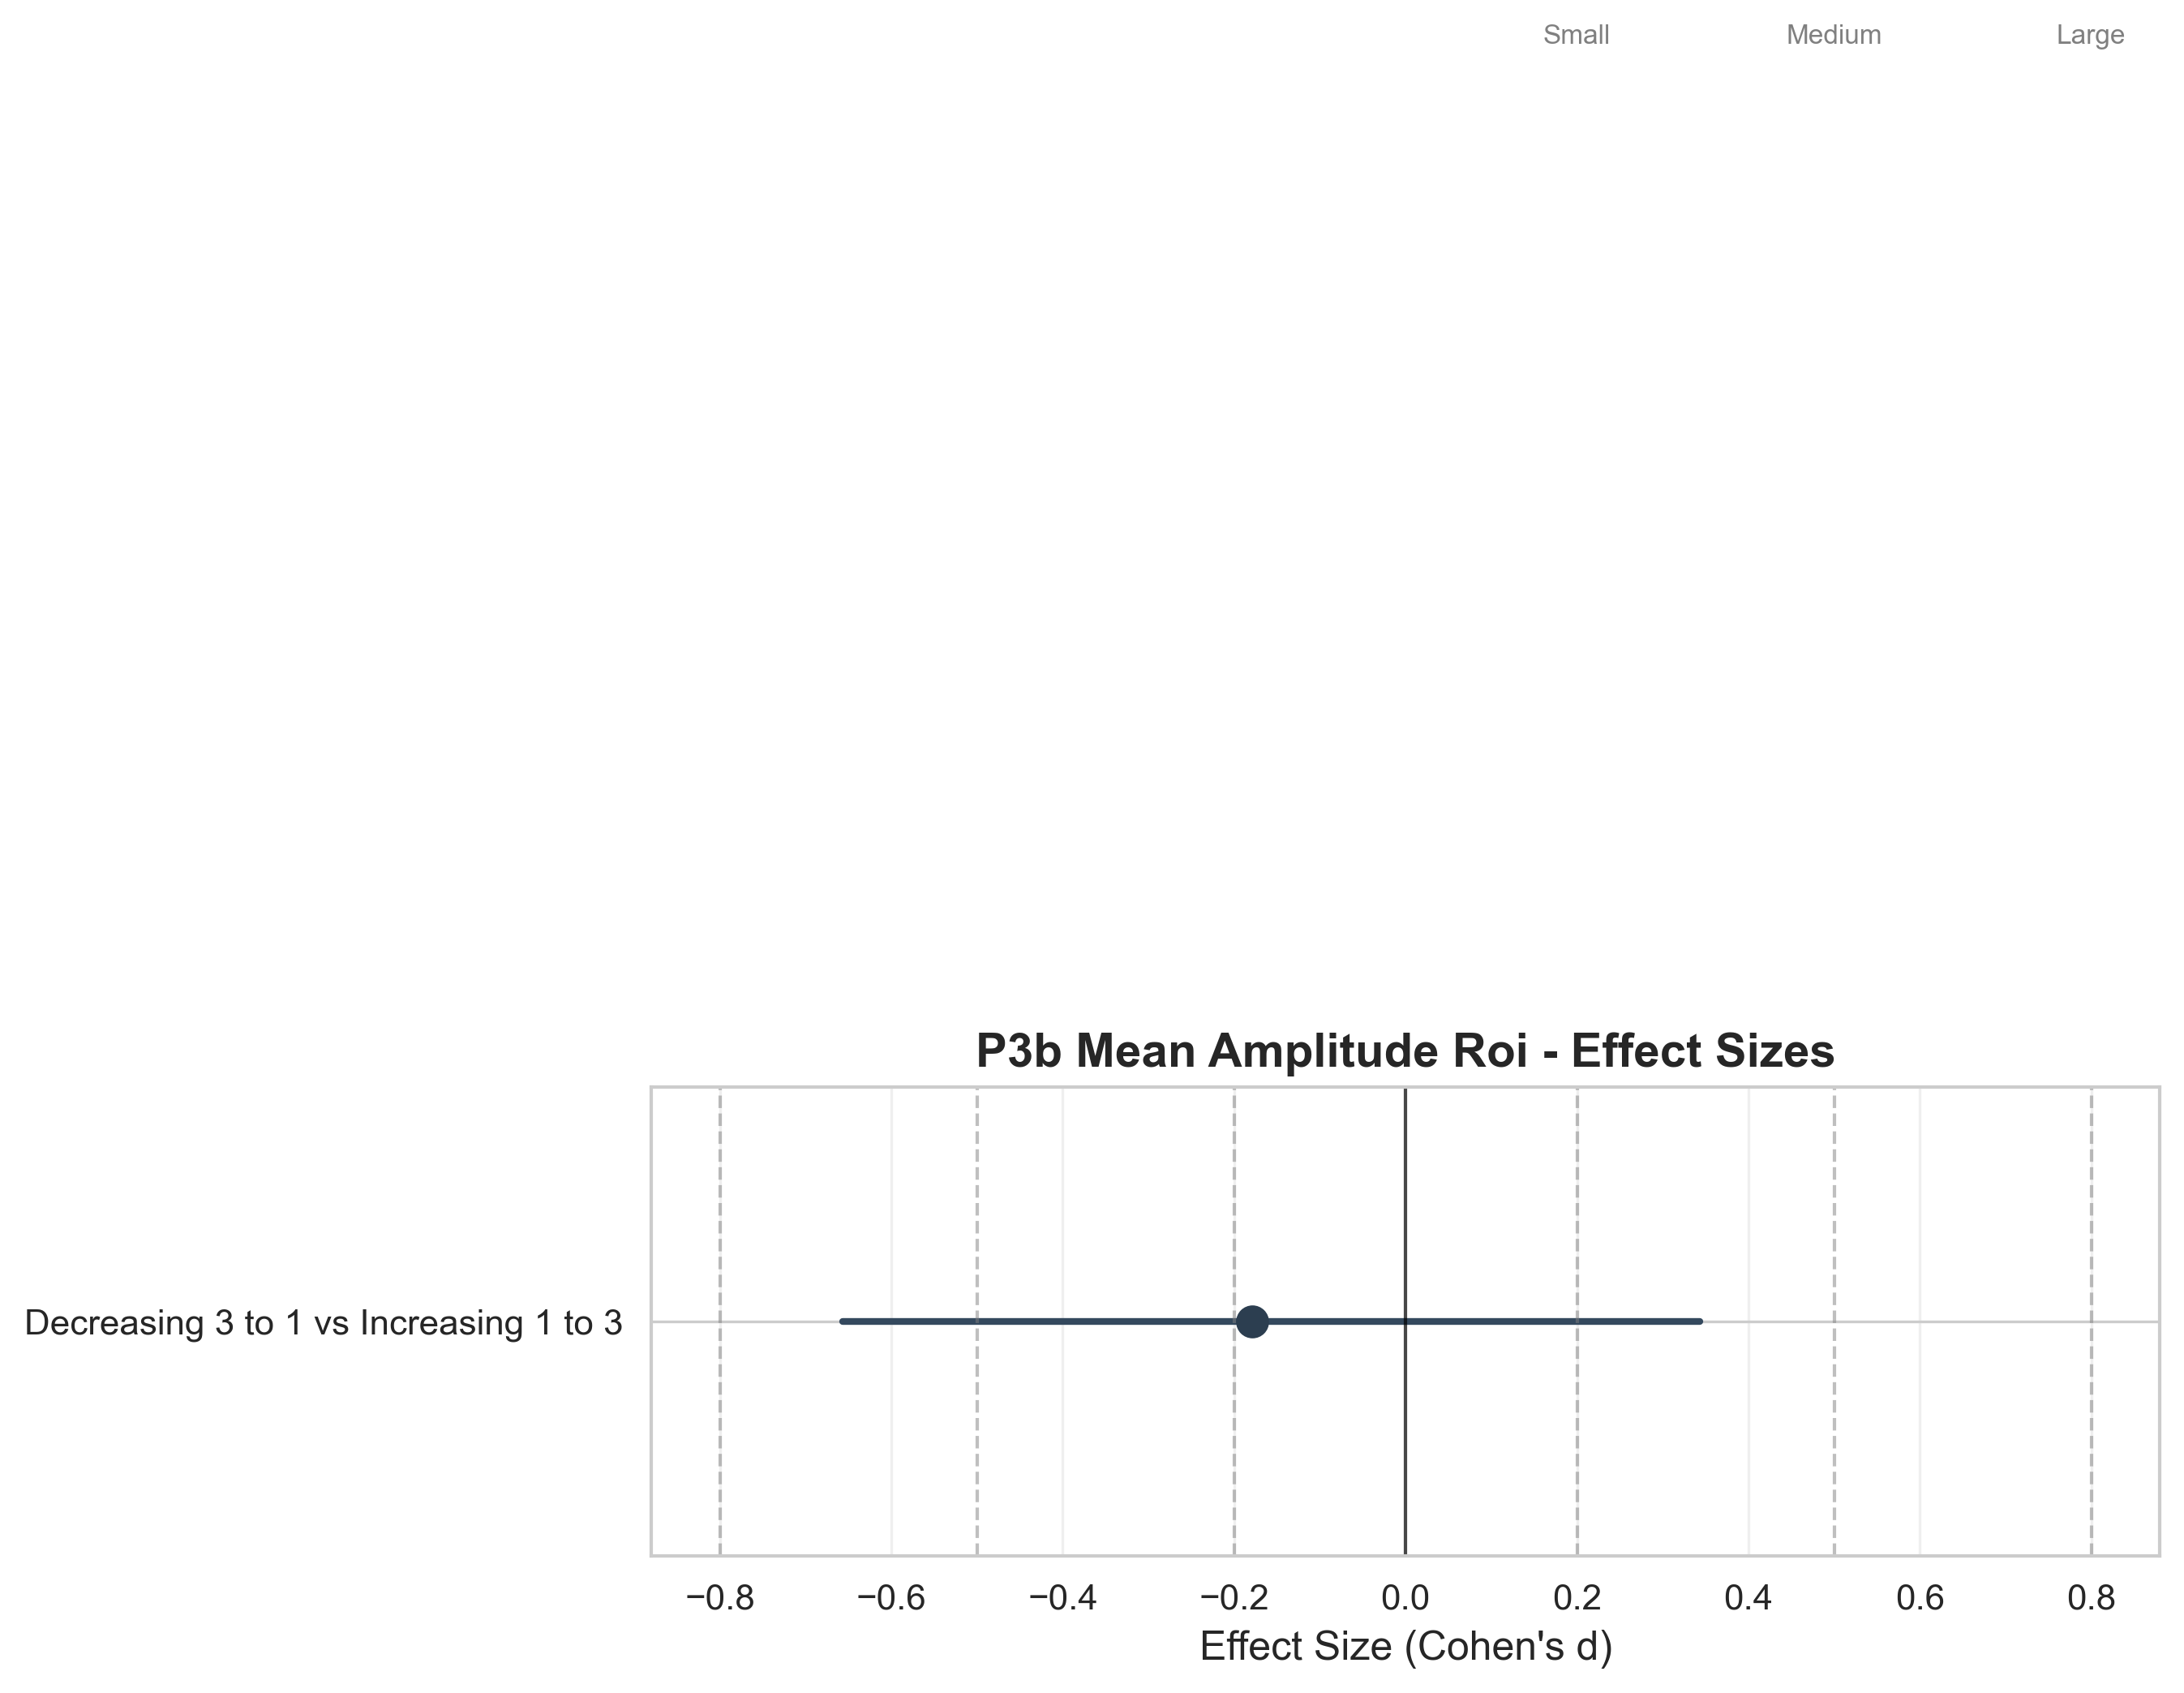 Small Medium Large
P3b Mean Amplitude Roi - Effect Sizes
Decreasing 3 to 1 vs Increasing 1 to 3
−0.8 −0.6 −0.4 −0.2 0.0 0.2 0.4 0.6 0.8
Effect Size (Cohen's d)